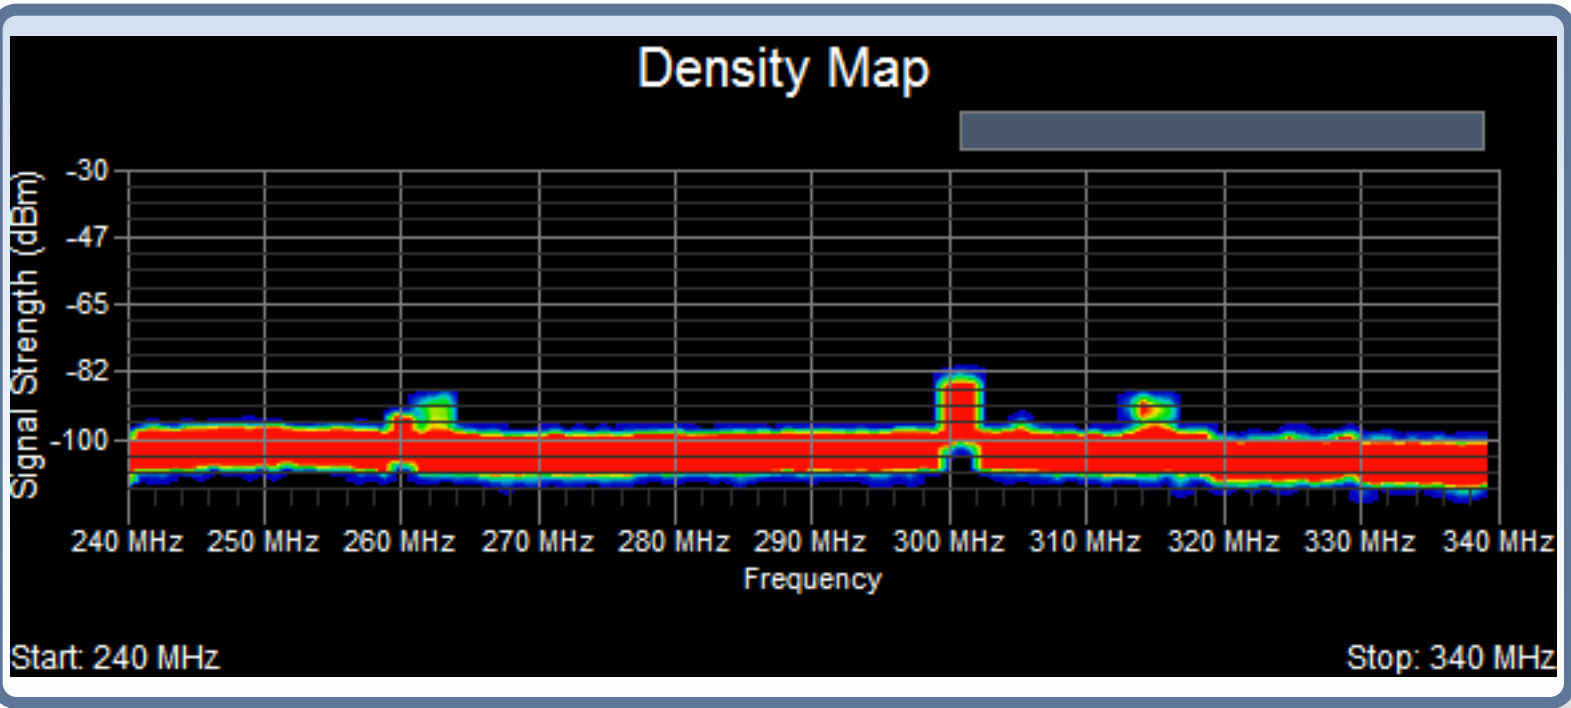 Density Map
Signal Strength (dBm)
-30
-47
-65
-82
-100
240 MHz 250 MHz 260 MHz 270 MHz 280 MHz 290 MHz 300 MHz 310 MHz 320 MHz 330 MHz 340 MHz
Frequency
Start: 240 MHz Stop: 340 MHz